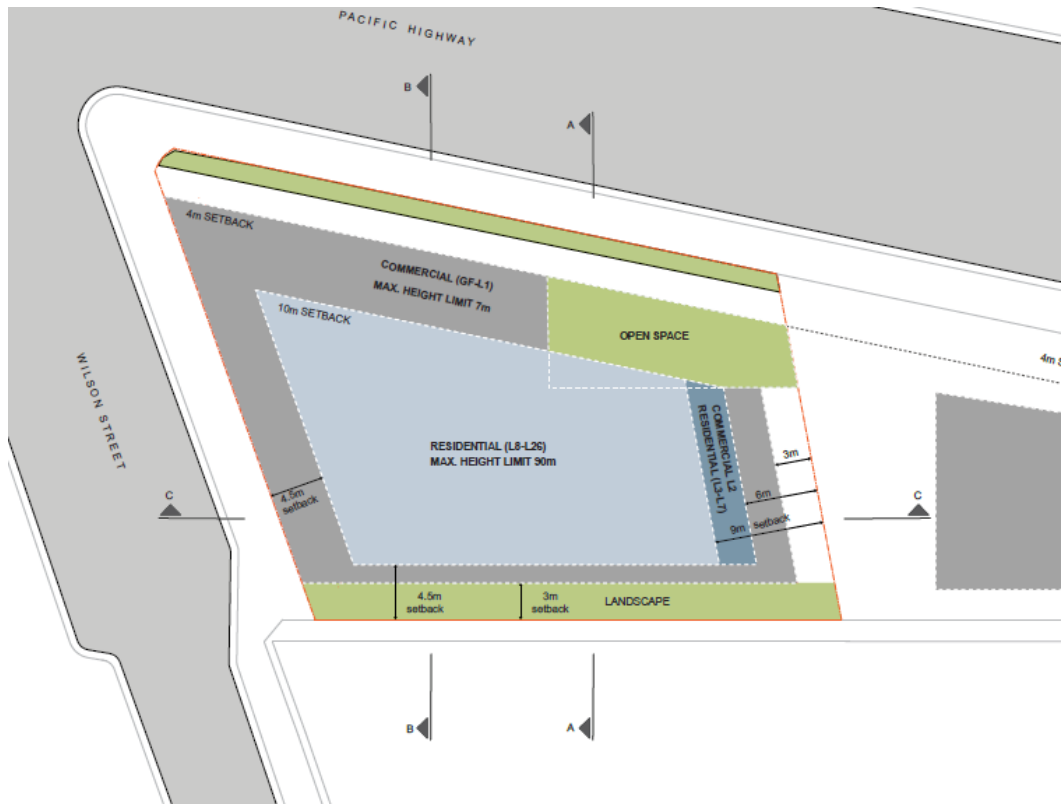 PACIFIC HIGHWAY
B
A
4m SETBACK
COMMERCIAL (GF-L1)
MAX. HEIGHT LIMIT 7m
10m SETBACK
OPEN SPACE
4m S
WILSON STREET
RESIDENTIAL (L8-L26)
MAX. HEIGHT LIMIT 90m
COMMERCIAL L2
RESIDENTIAL (L3-L7)
3m
6m
9m setback
4.5m
setback
C
C
4.5m
setback
3m
setback
LANDSCAPE
B
A